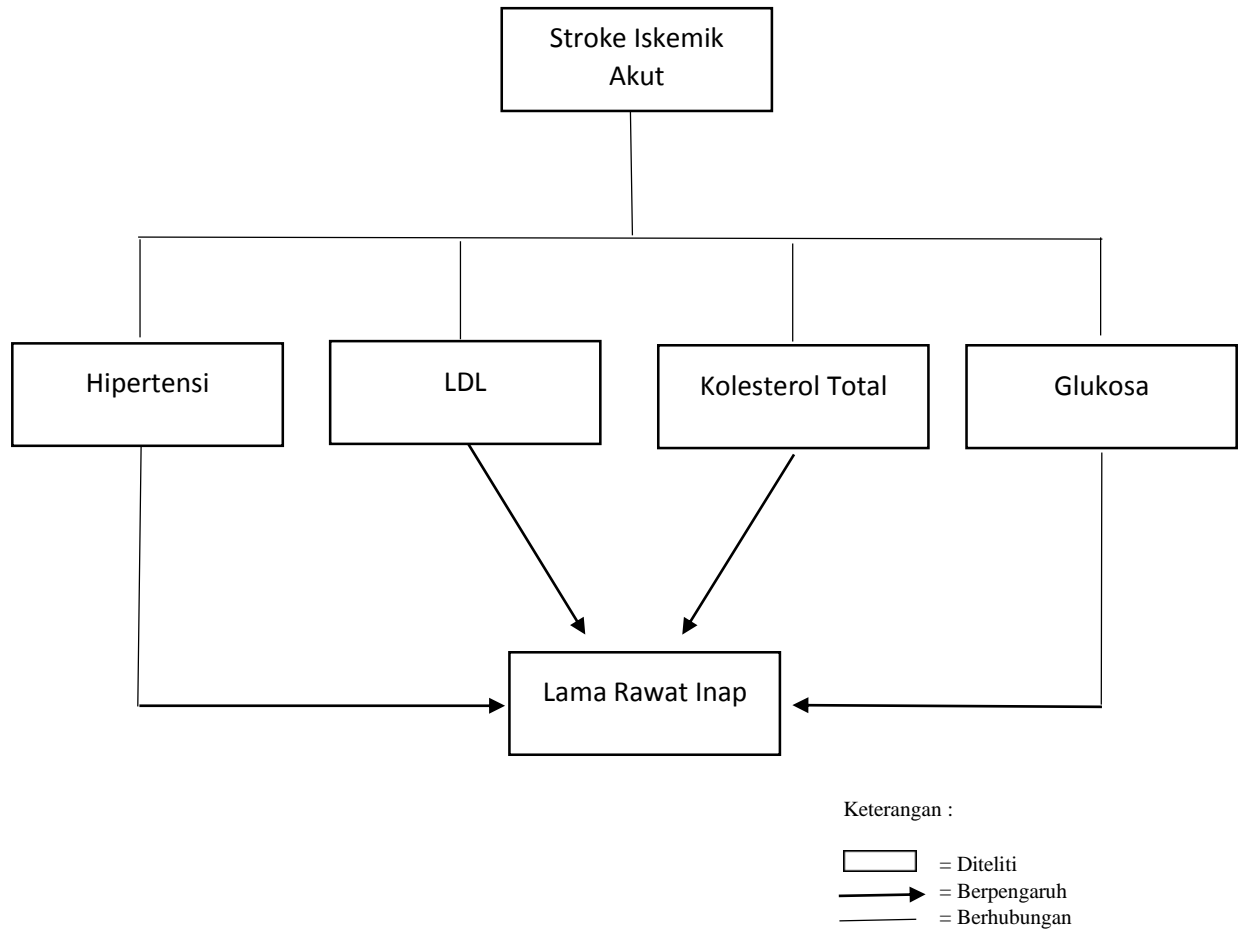 Stroke Iskemik
Akut
Hipertensi
LDL
Kolesterol Total
Glukosa
Lama Rawat Inap
Keterangan :
= Diteliti
= Berpengaruh
= Berhubungan